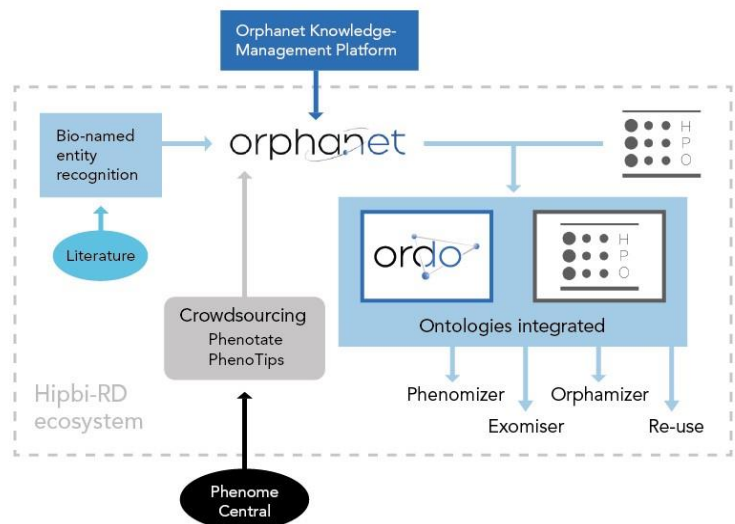 Orphanet Knowledge-
Management Platform
Bio-named
entity
recognition
orphanet
H
P
O
Literature
ordo
H
P
O
Crowdsourcing
Phenotate
PhenoTips
Ontologies integrated
Hipbi-RD
ecosystem
Phenomizer
Orphamizer
Exomiser
Re-use
Phenome
Central